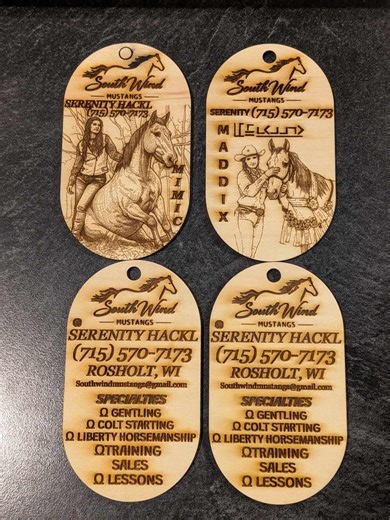 South Wind
MUSTANGS
SERENITY HACKL
(715) 570-7173
MIMIC
South Wind
MUSTANGS
SERENITY (715) 570-7173
MADDIX
South Wind
MUSTANGS
SERENITY HACKL
(715) 570-7173
ROSHOLT, WI
Southwindmustangs@gmail.com
SPECIALTIES
Ω GENTLING
Ω COLT STARTING
Ω LIBERTY HORSEMANSHIP
Ω TRAINING
SALES
Ω LESSONS
South Wind
MUSTANGS
SERENITY HACKL
(715) 570-7173
ROSHOLT, WI
Southwindmustangs@gmail.com
SPECIALTIES
Ω GENTLING
Ω COLT STARTING
Ω LIBERTY HORSEMANSHIP
Ω TRAINING
SALES
Ω LESSONS